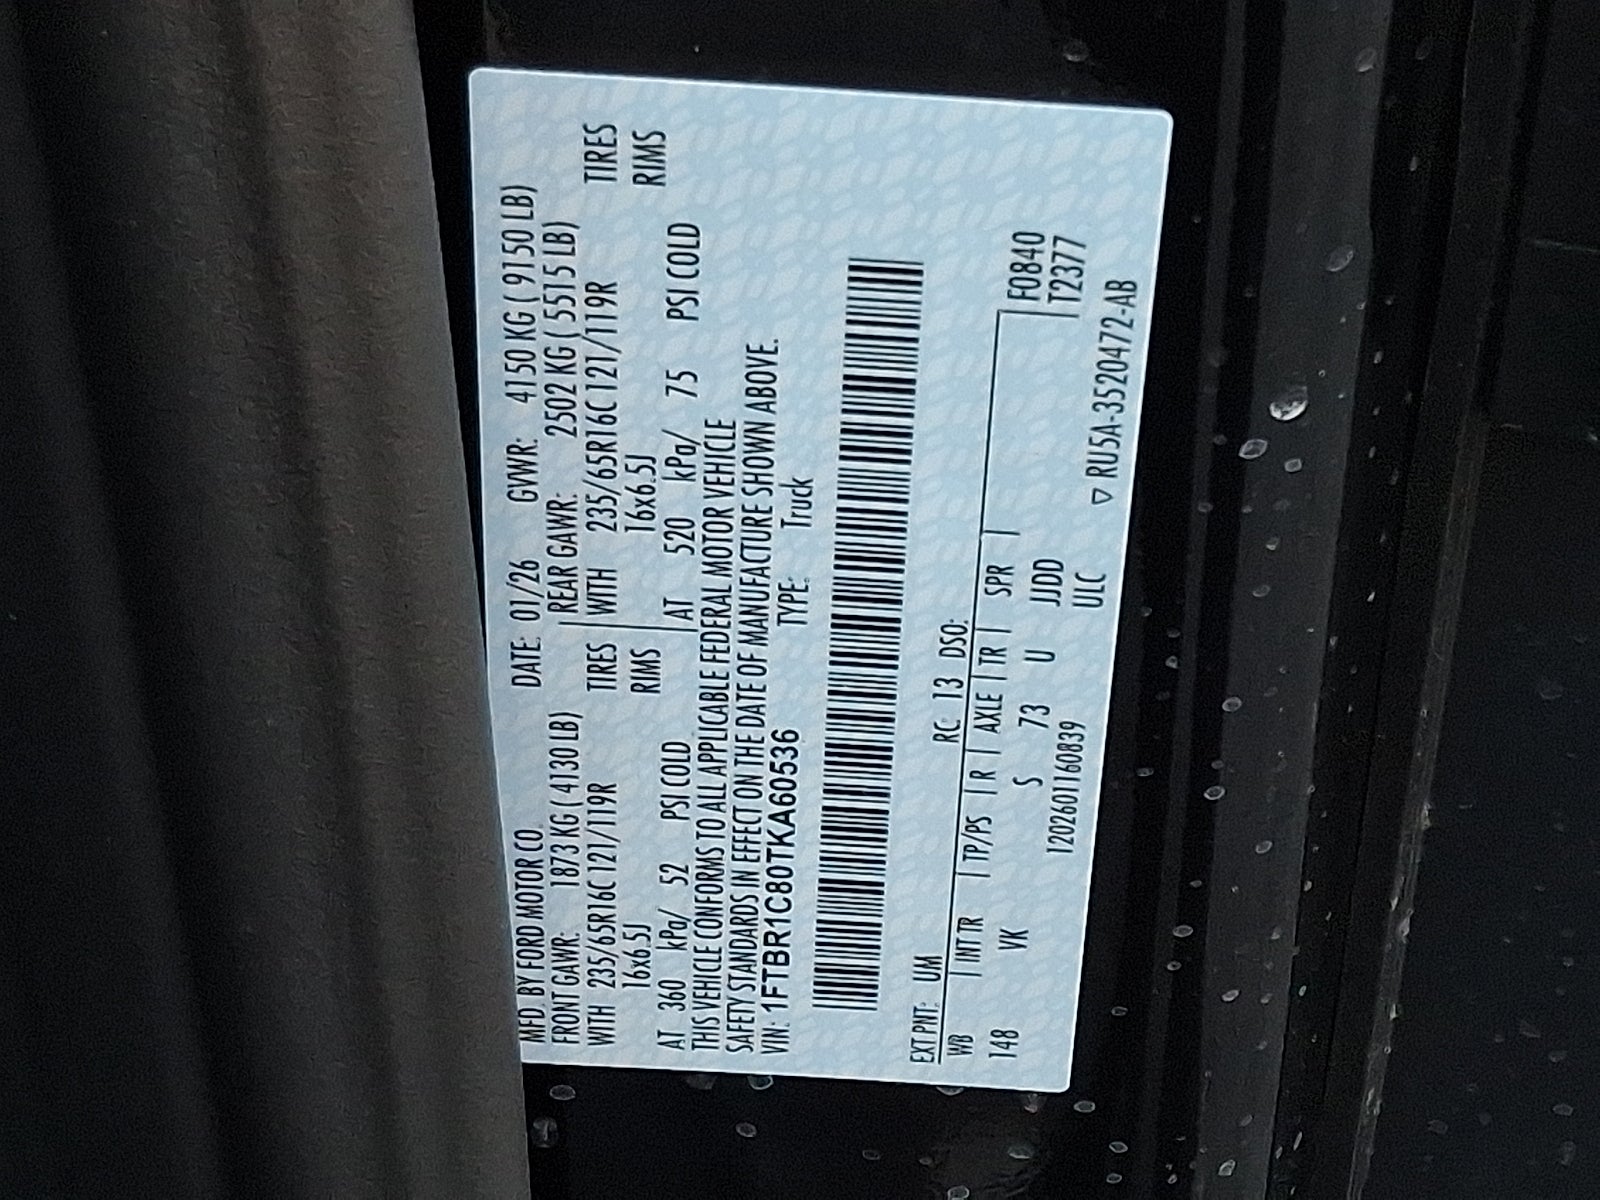 MFD. BY FORD MOTOR CO. DATE: 01/26 GVWR: 4150 KG ( 9150 LB)
FRONT GAWR: 1873 KG ( 4130 LB) REAR GAWR: 2502 KG ( 5515 LB)
WITH 235/65R16C 121/119R TIRES WITH 235/65R16C 121/119R TIRES
16x6.5J RIMS 16x6.5J RIMS
AT 360 kPa/ 52 PSI COLD AT 520 kPa/ 75 PSI COLD
THIS VEHICLE CONFORMS TO ALL APPLICABLE FEDERAL MOTOR VEHICLE
SAFETY STANDARDS IN EFFECT ON THE DATE OF MANUFACTURE SHOWN ABOVE.
VIN: 1FTBR1C80TKA60536 TYPE: Truck
EXT PNT: UM RC: 13 DSO:
WB INT TR TP/PS R AXLE TR SPR F0840
148 VK S 73 U JJDD T2377
12026011160839 ULC ▽ RU5A-3520472-AB